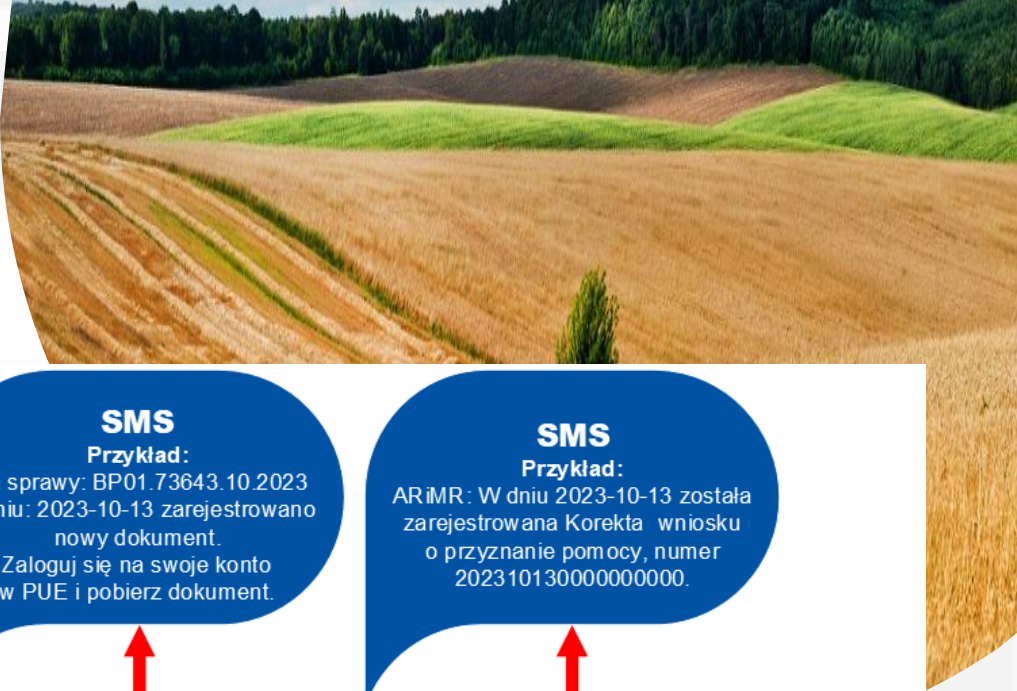 SMS
Przykład:
sprawy: BP01.73643.10.2023
niu: 2023-10-13 zarejestrowano
nowy dokument.
Zaloguj się na swoje konto
w PUE i pobierz dokument.
SMS
Przykład:
ARiMR: W dniu 2023-10-13 została
zarejestrowana Korekta wniosku
o przyznanie pomocy, numer
202310130000000000.